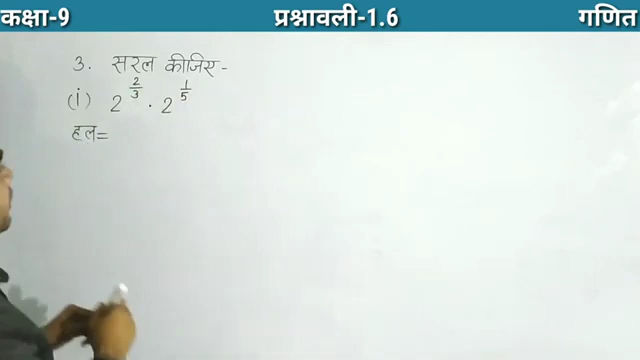 कक्षा-9 प्रश्नावली-1.6 गणित
3. सरल कीजिए-
(i) 2^(2/3) . 2^(1/5)
हल=